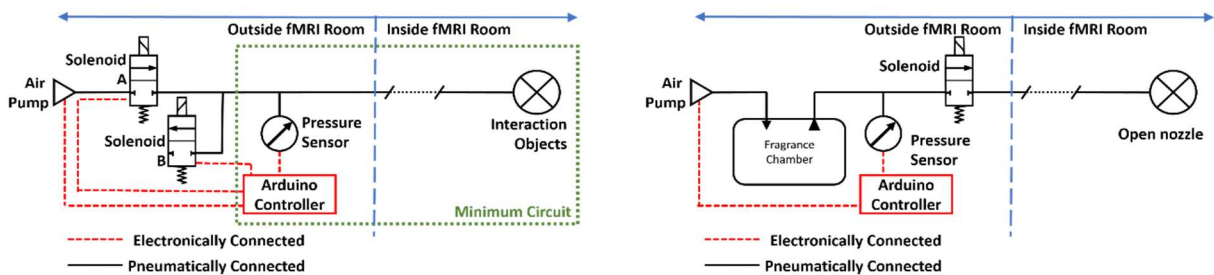 Outside fMRI Room
Inside fMRI Room
Solenoid
A
Air
Pump
Solenoid
B
Pressure
Sensor
Interaction
Objects
Arduino
Controller
Minimum Circuit
Electronically Connected
Pneumatically Connected
Outside fMRI Room
Inside fMRI Room
Solenoid
Air
Pump
Fragrance
Chamber
Pressure
Sensor
Open nozzle
Arduino
Controller
Electronically Connected
Pneumatically Connected